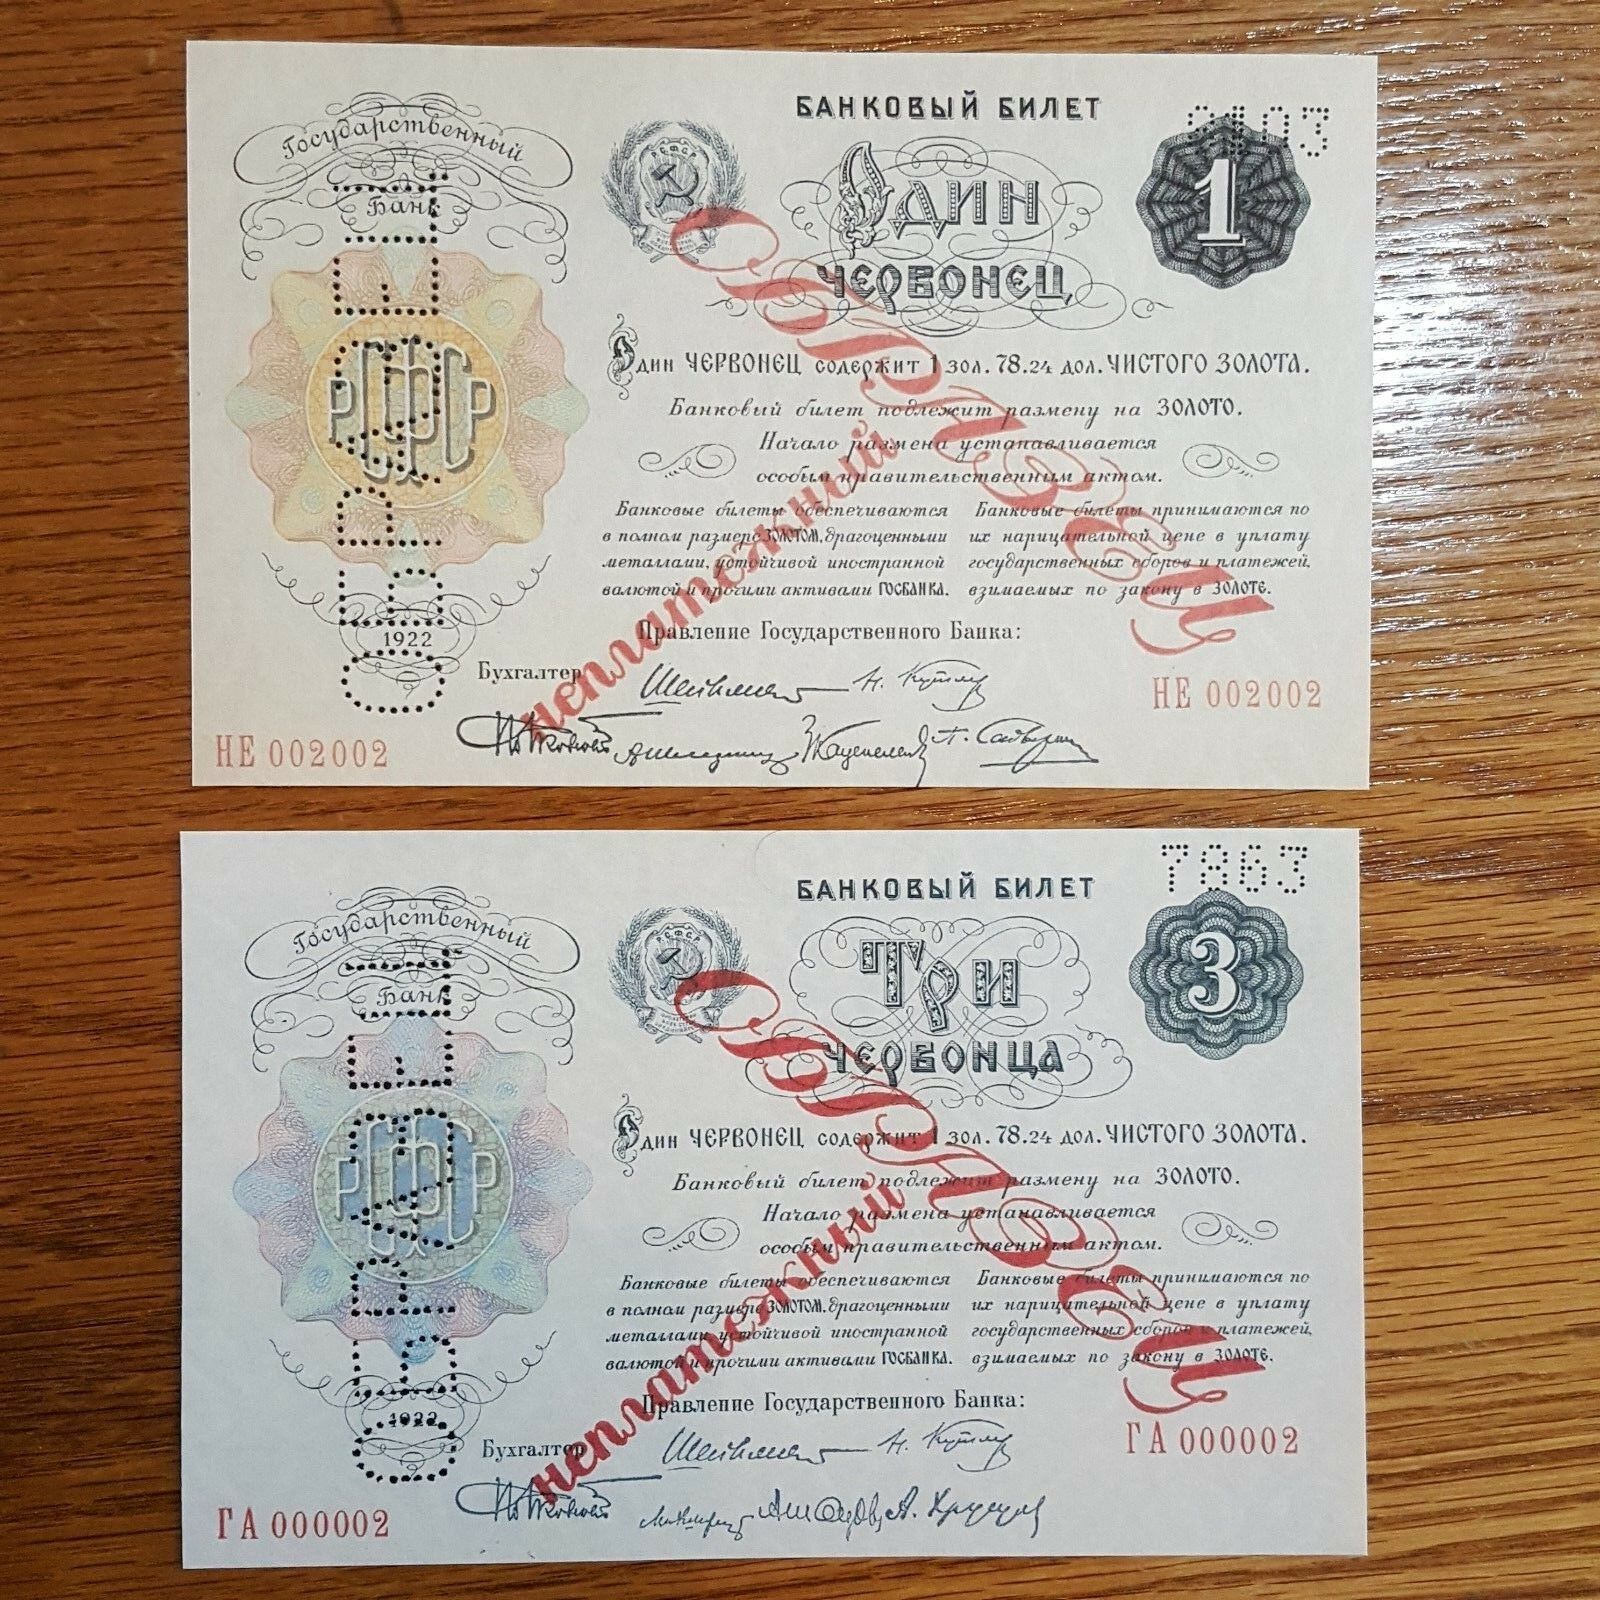 Государственный
Банк
РСФСР
1922
БАНКОВЫЙ БИЛЕТ
РСФСР
Один
ЧЕРВОНЕЦ
1
ОБРАЗЕЦ
неплатежный
Один ЧЕРВОНЕЦ содержит 1 зол. 78.24 дол. ЧИСТОГО ЗОЛОТА.
Банковый билет подлежит размену на ЗОЛОТО.
Начало размена устанавливается
особым правительственным актом.
Банковые билеты обеспечиваются
в полном размере ЗОЛОТОМ, драгоценными
металлами, устойчивой иностранной
валютой и прочими активами ГОСБАНКА.
Банковые билеты принимаются по
их нарицательной цене в уплату
государственных сборов и платежей,
взимаемых по закону в ЗОЛОТЕ.
Правление Государственного Банка:
Бухгалтер
НЕ 002002
НЕ 002002
Государственный
Банк
РСФСР
1922
БАНКОВЫЙ БИЛЕТ
7863
РСФСР
Три
ЧЕРВОНЦА
3
ОБРАЗЕЦ
неплатежный
Один ЧЕРВОНЕЦ содержит 1 зол. 78.24 дол. ЧИСТОГО ЗОЛОТА.
Банковый билет подлежит размену на ЗОЛОТО.
Начало размена устанавливается
особым правительственным актом.
Банковые билеты обеспечиваются
в полном размере ЗОЛОТОМ, драгоценными
металлами, устойчивой иностранной
валютой и прочими активами ГОСБАНКА.
Банковые билеты принимаются по
их нарицательной цене в уплату
государственных сборов и платежей,
взимаемых по закону в ЗОЛОТЕ.
Правление Государственного Банка:
Бухгалтер
ГА 000002
ГА 000002